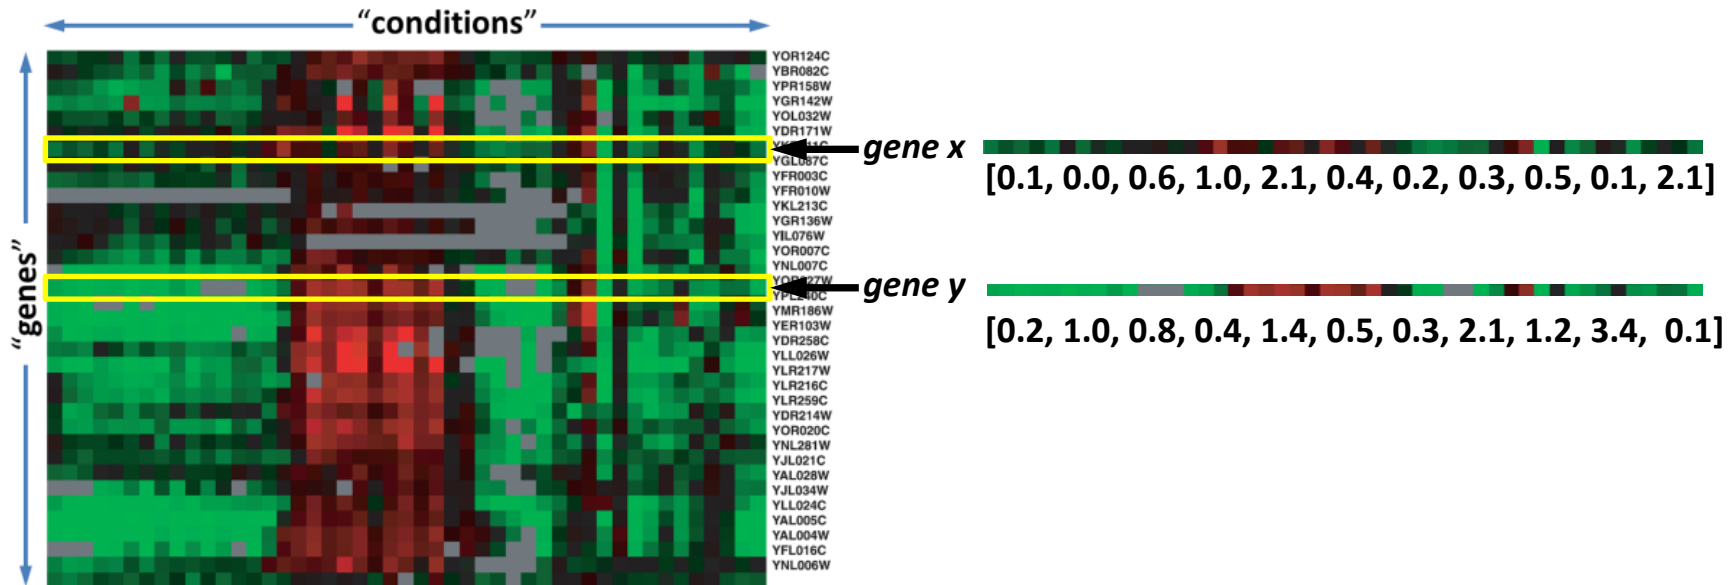 “conditions”
“genes”
YOR124C
YBR082C
YPR158W
YGR142W
YOL032W
YDR171W
YGL087C
YFR003C
YFR010W
YKL213C
YGR136W
YIL076W
YOR007C
YNL007C
YPL240C
YMR186W
YER103W
YDR258C
YLL026W
YLR217W
YLR216C
YLR259C
YDR214W
YOR020C
YNL281W
YJL021C
YAL028W
YJL034W
YLL024C
YAL005C
YAL004W
YFL016C
YNL006W
gene x
[0.1, 0.0, 0.6, 1.0, 2.1, 0.4, 0.2, 0.3, 0.5, 0.1, 2.1]
gene y
[0.2, 1.0, 0.8, 0.4, 1.4, 0.5, 0.3, 2.1, 1.2, 3.4, 0.1]